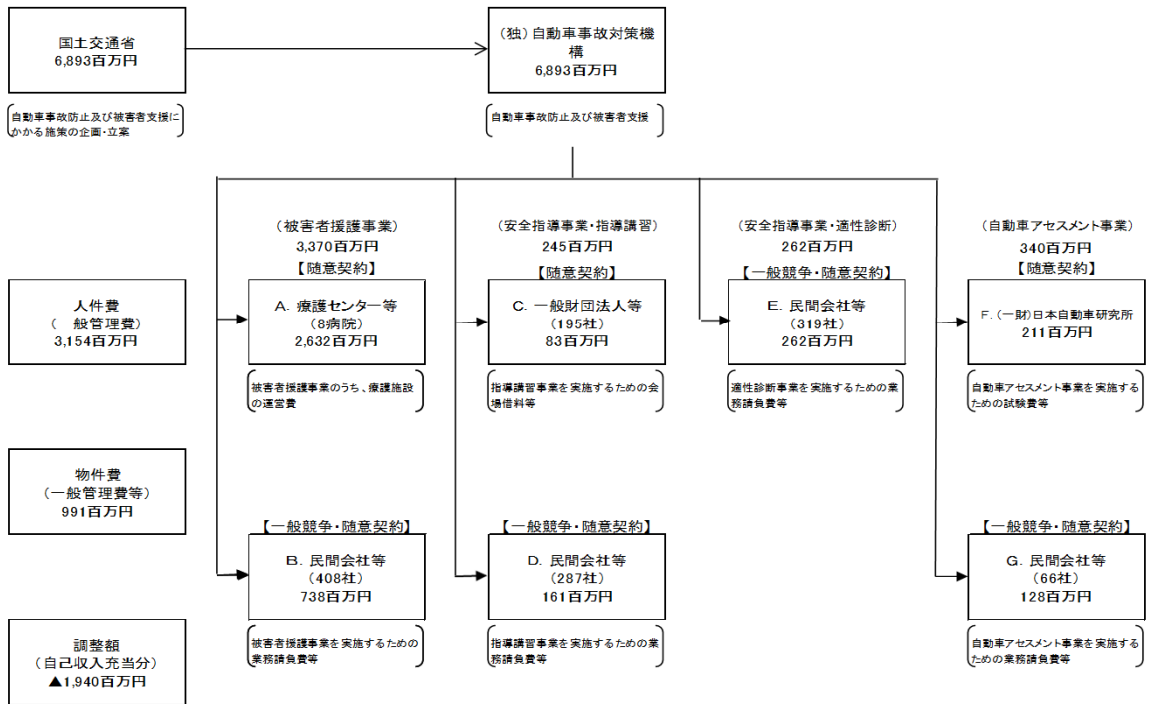 国土交通省
6,893百万円
(独)自動車事故対策機
構
6,893百万円
自動車事故防止及び被害者支援に
かかる施策の企画・立案
自動車事故防止及び被害者支援
(被害者援護事業)
3,370百万円
【随意契約】
(安全指導事業・指導講習)
245百万円
【随意契約】
(安全指導事業・適性診断)
262百万円
【一般競争・随意契約】
(自動車アセスメント事業)
340百万円
【随意契約】
人件費
( 般管理費)
3,154百万円
A. 療護センター等
(8病院)
2,632百万円
C. 一般財団法人等
(195社)
83百万円
E. 民間会社等
(319社)
262百万円
F. (一財)日本自動車研究所
211百万円
被害者援護事業のうち、療護施設
の運営費
指導講習事業を実施するための会
場借料等
適性診断事業を実施するための業
務請負費等
自動車アセスメント事業を実施する
ための試験費等
物件費
(一般管理費等)
991百万円
【一般競争・随意契約】
B. 民間会社等
(408社)
738百万円
【一般競争・随意契約】
D. 民間会社等
(287社)
161百万円
【一般競争・随意契約】
G. 民間会社等
(66社)
128百万円
被害者援護事業を実施するための
業務請負費等
指導講習事業を実施するための業
務請負費等
自動車アセスメント事業を実施する
ための業務請負費等
調整額
(自己収入充当分)
▲1,940百万円